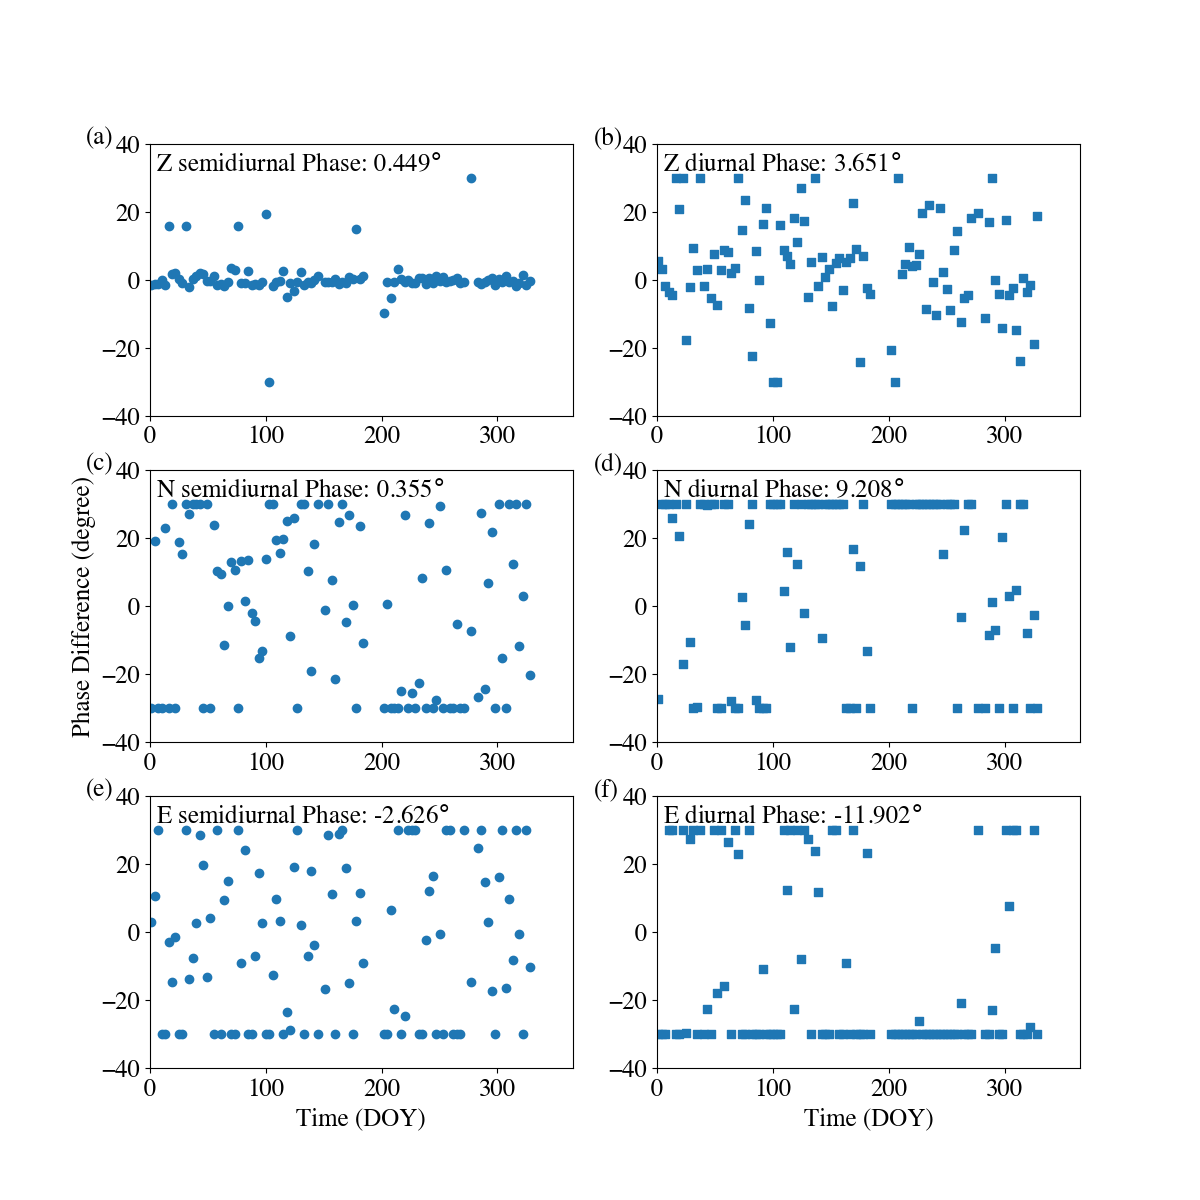 (a)
Z semidiurnal Phase: 0.449°
40
20
0
−20
−40
0 100 200 300
(b)
Z diurnal Phase: 3.651°
40
20
0
−20
−40
0 100 200 300
Phase Difference (degree)
(c)
N semidiurnal Phase: 0.355°
40
20
0
−20
−40
0 100 200 300
(d)
N diurnal Phase: 9.208°
40
20
0
−20
−40
0 100 200 300
(e)
E semidiurnal Phase: -2.626°
40
20
0
−20
−40
0 100 200 300
Time (DOY)
(f)
E diurnal Phase: -11.902°
40
20
0
−20
−40
0 100 200 300
Time (DOY)